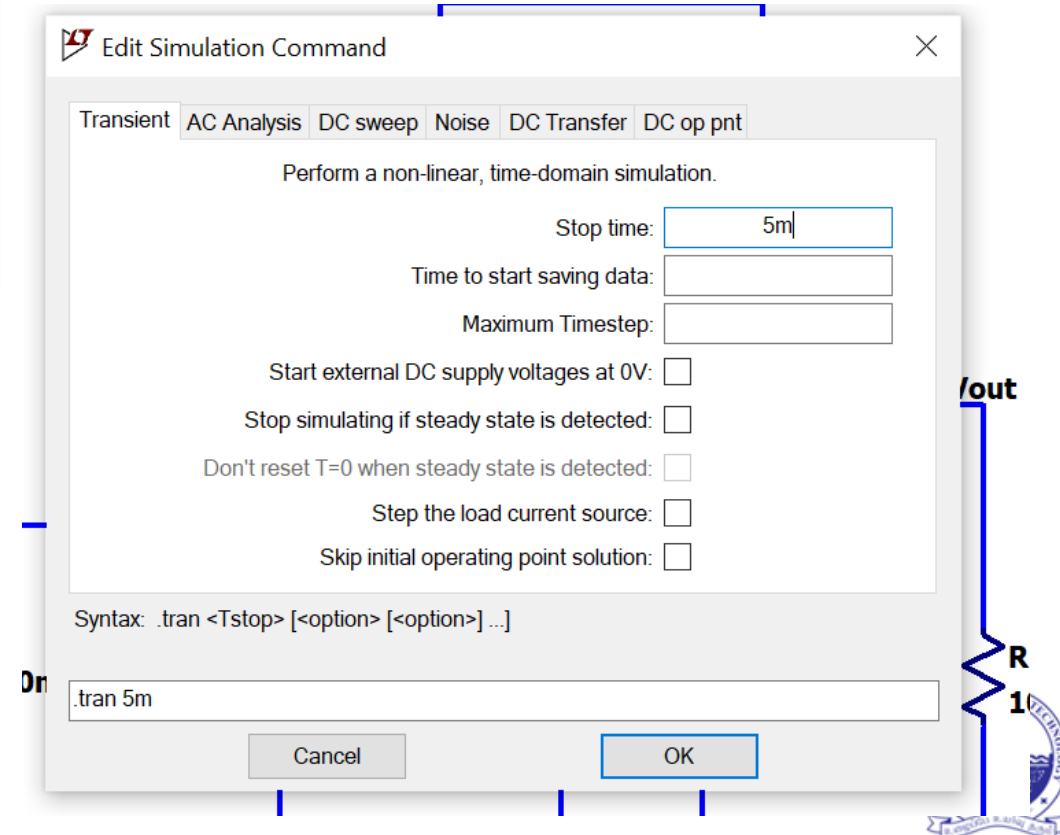 Edit Simulation Command
Transient AC Analysis DC sweep Noise DC Transfer DC op pnt
Perform a non-linear, time-domain simulation.
Stop time: 5m
Time to start saving data:
Maximum Timestep:
Start external DC supply voltages at 0V:
Stop simulating if steady state is detected:
Don't reset T=0 when steady state is detected:
Step the load current source:
Skip initial operating point solution:
Syntax: .tran <Tstop> [<option> [<option>] ...]
.tran 5m
Cancel OK
/out
R